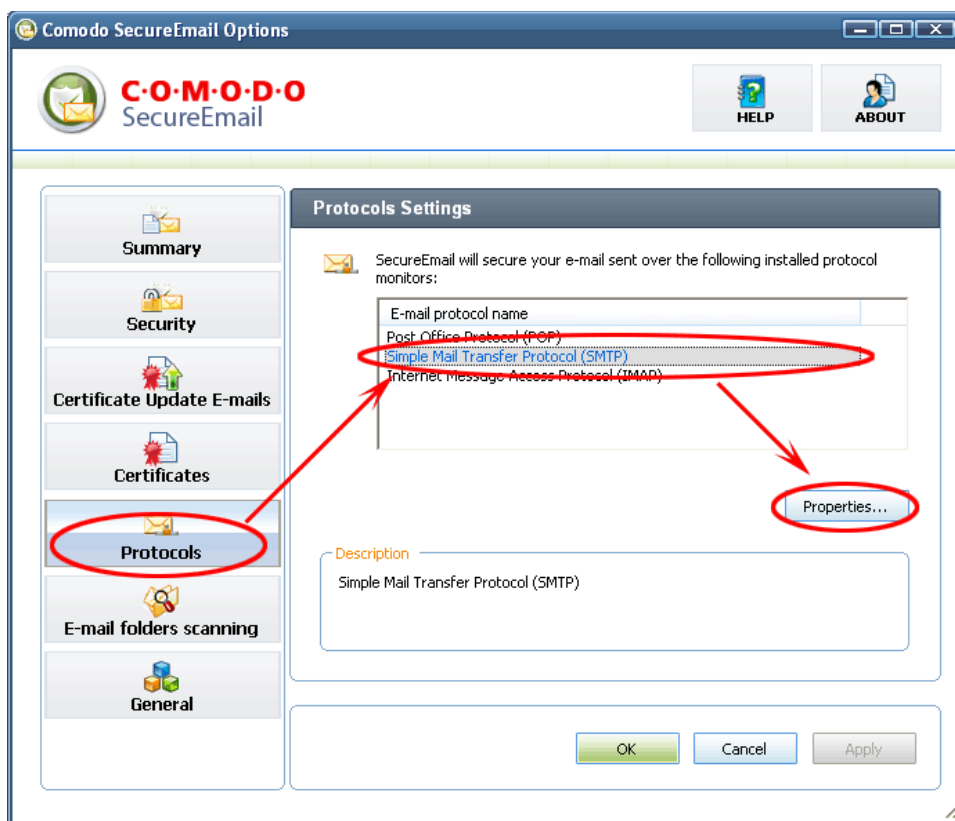 Comodo SecureEmail Options
C·O·M·O·D·O
SecureEmail
HELP
ABOUT
Summary
Security
Certificate Update E-mails
Certificates
Protocols
E-mail folders scanning
General
Protocols Settings
SecureEmail will secure your e-mail sent over the following installed protocol
monitors:
E-mail protocol name
Post Office Protocol (POP)
Simple Mail Transfer Protocol (SMTP)
Internet Message Access Protocol (IMAP)
Properties...
Description
Simple Mail Transfer Protocol (SMTP)
OK
Cancel
Apply